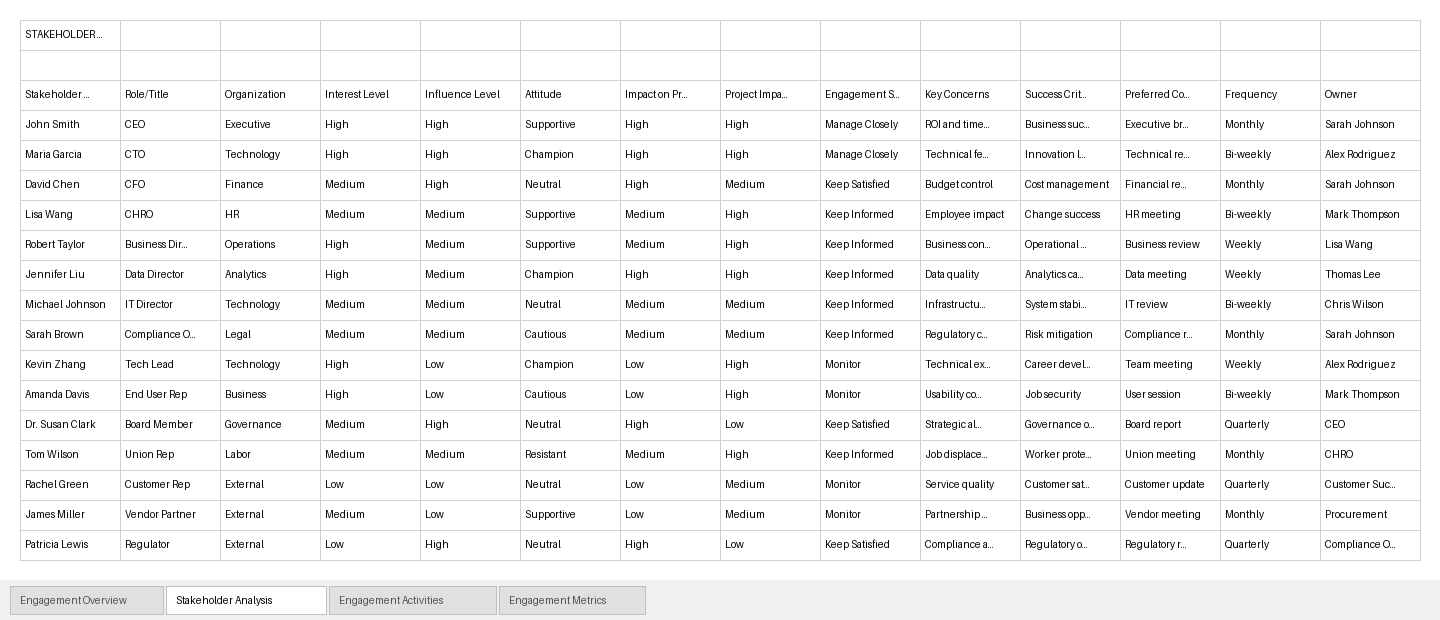 STAKEHOLDER...
Stakeholder ... Role/Title Organization Interest Level Influence Level Attitude Impact on Pr... Project Impa... Engagement S... Key Concerns Success Crit... Preferred Co... Frequency Owner
John Smith CEO Executive High High Supportive High High Manage Closely ROI and time... Business suc... Executive br... Monthly Sarah Johnson
Maria Garcia CTO Technology High High Champion High High Manage Closely Technical fe... Innovation l... Technical re... Bi-weekly Alex Rodriguez
David Chen CFO Finance Medium High Neutral High Medium Keep Satisfied Budget control Cost management Financial re... Monthly Sarah Johnson
Lisa Wang CHRO HR Medium Medium Supportive Medium High Keep Informed Employee impact Change success HR meeting Bi-weekly Mark Thompson
Robert Taylor Business Dir... Operations High Medium Supportive Medium High Keep Informed Business con... Operational ... Business review Weekly Lisa Wang
Jennifer Liu Data Director Analytics High Medium Champion High High Keep Informed Data quality Analytics ca... Data meeting Weekly Thomas Lee
Michael Johnson IT Director Technology Medium Medium Neutral Medium Medium Keep Informed Infrastructu... System stabi... IT review Bi-weekly Chris Wilson
Sarah Brown Compliance O... Legal Medium Medium Cautious Medium Medium Keep Informed Regulatory c... Risk mitigation Compliance r... Monthly Sarah Johnson
Kevin Zhang Tech Lead Technology High Low Champion Low High Monitor Technical ex... Career devel... Team meeting Weekly Alex Rodriguez
Amanda Davis End User Rep Business High Low Cautious Low High Monitor Usability co... Job security User session Bi-weekly Mark Thompson
Dr. Susan Clark Board Member Governance Medium High Neutral High Low Keep Satisfied Strategic al... Governance o... Board report Quarterly CEO
Tom Wilson Union Rep Labor Medium Medium Resistant Medium High Keep Informed Job displace... Worker prote... Union meeting Monthly CHRO
Rachel Green Customer Rep External Low Low Neutral Low Medium Monitor Service quality Customer sat... Customer update Quarterly Customer Suc...
James Miller Vendor Partner External Medium Low Supportive Low Medium Monitor Partnership ... Business opp... Vendor meeting Monthly Procurement
Patricia Lewis Regulator External Low High Neutral High Low Keep Satisfied Compliance a... Regulatory o... Regulatory r... Quarterly Compliance O...
Engagement Overview Stakeholder Analysis Engagement Activities Engagement Metrics